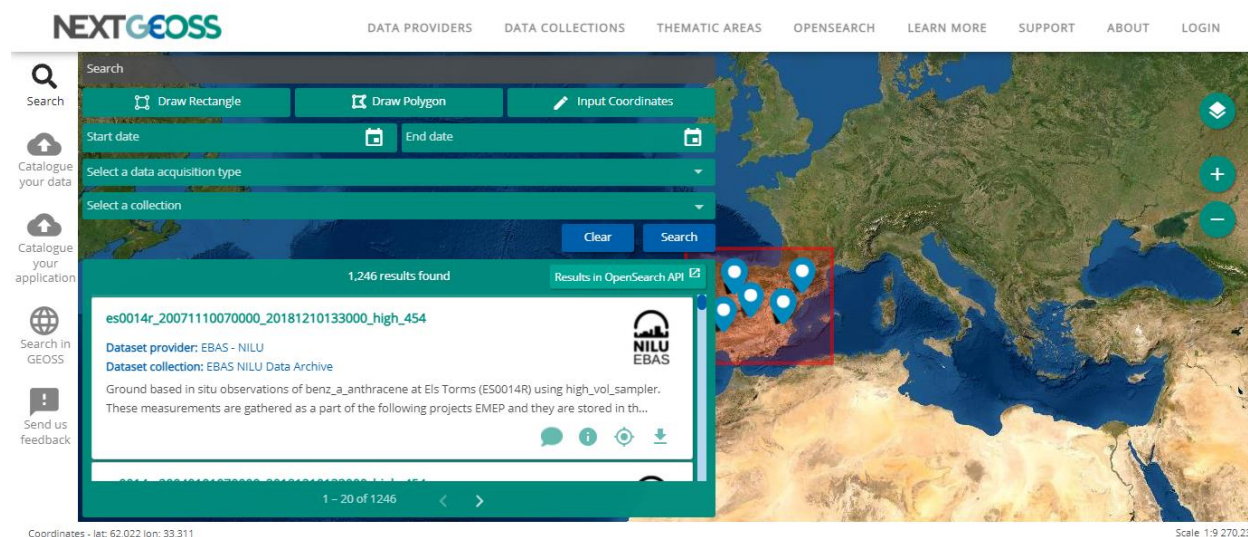 NEXTGEOSS
DATA PROVIDERS DATA COLLECTIONS THEMATIC AREAS OPENSEARCH LEARN MORE SUPPORT ABOUT LOGIN
Search
Catalogue
your data
Catalogue
your
application
Search in
GEOSS
Send us
feedback
Search
Draw Rectangle Draw Polygon Input Coordinates
Start date End date
Select a data acquisition type
Select a collection
Clear Search
1,246 results found Results in OpenSearch API
es0014r_20071110070000_20181210133000_high_454
NILU
EBAS
Dataset provider: EBAS - NILU
Dataset collection: EBAS NILU Data Archive
Ground based in situ observations of benz_a_anthracene at Els Torms (ES0014R) using high_vol_sampler.
These measurements are gathered as a part of the following projects EMEP and they are stored in th...
1 – 20 of 1246
Coordinates - lat: 62.022 lon: 33.311
Scale 1:9 270,23